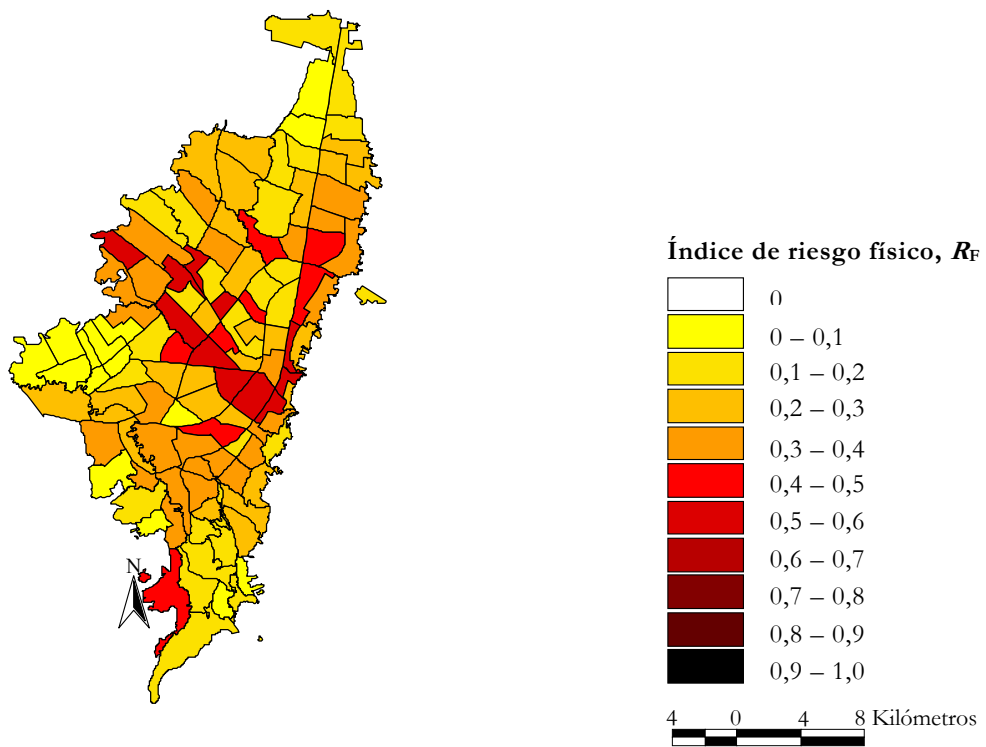 Índice de riesgo físico, RF
0
0 – 0,1
0,1 – 0,2
0,2 – 0,3
0,3 – 0,4
0,4 – 0,5
0,5 – 0,6
0,6 – 0,7
0,7 – 0,8
0,8 – 0,9
0,9 – 1,0
N
4 0 4 8 Kilómetros